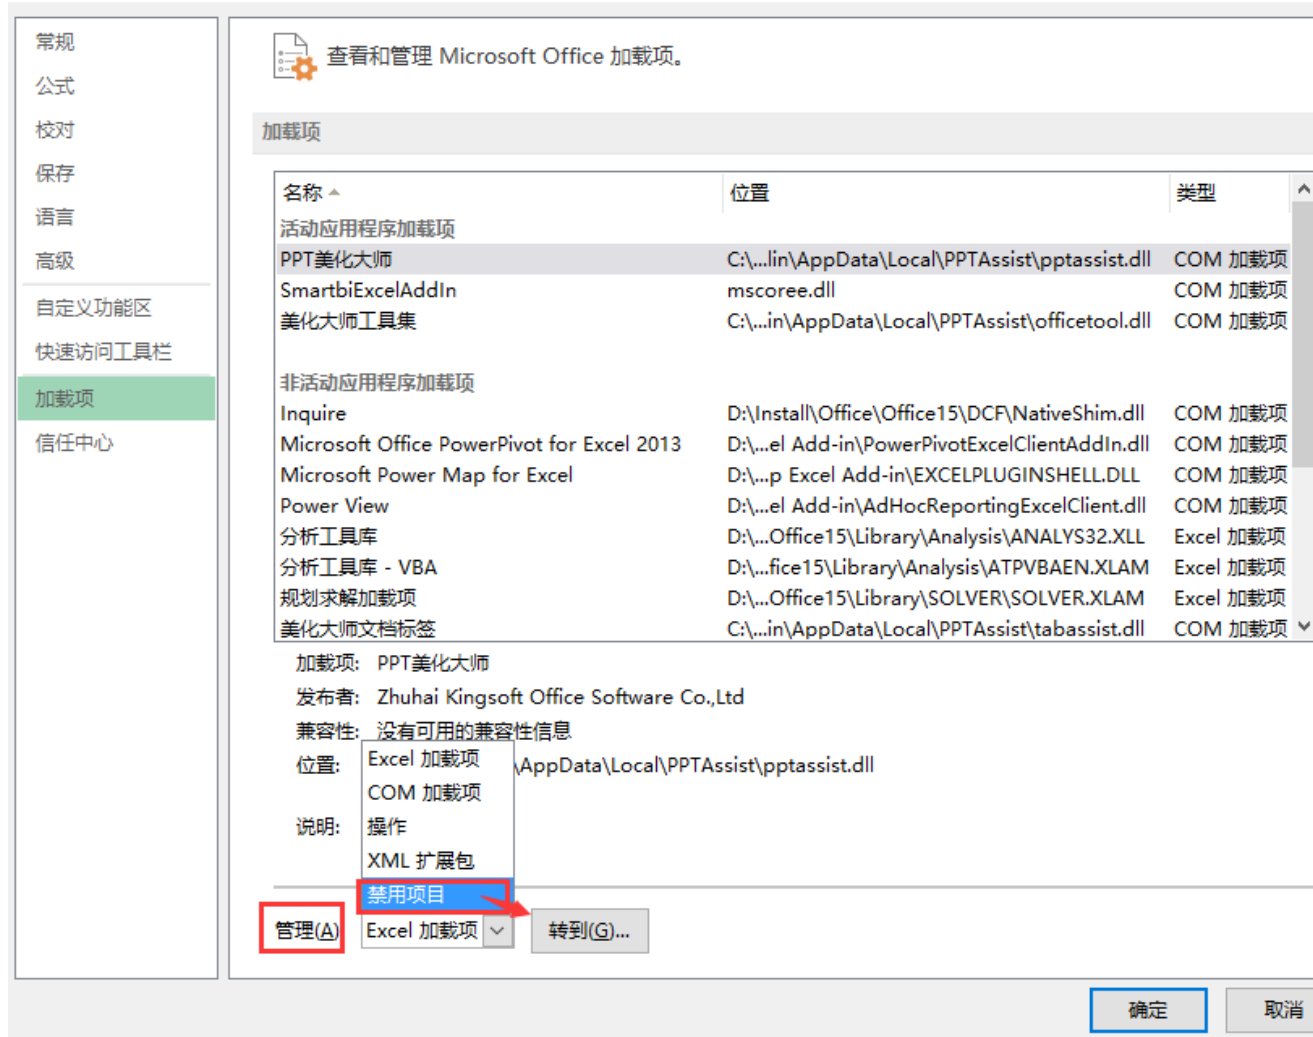 常规
公式
校对
保存
语言
高级
自定义功能区
快速访问工具栏
加载项
信任中心
查看和管理 Microsoft Office 加载项。
加载项
名称 位置 类型
活动应用程序加载项
PPT美化大师 C:\...lin\AppData\Local\PPTAssist\pptassist.dll COM 加载项
SmartbiExcelAddIn mscoree.dll COM 加载项
美化大师工具集 C:\...in\AppData\Local\PPTAssist\officetool.dll COM 加载项
非活动应用程序加载项
Inquire D:\Install\Office\Office15\DCF\NativeShim.dll COM 加载项
Microsoft Office PowerPivot for Excel 2013 D:\...el Add-in\PowerPivotExcelClientAddIn.dll COM 加载项
Microsoft Power Map for Excel D:\...p Excel Add-in\EXCELPLUGINSHELL.DLL COM 加载项
Power View D:\...el Add-in\AdHocReportingExcelClient.dll COM 加载项
分析工具库 D:\...Office15\Library\Analysis\ANALYS32.XLL Excel 加载项
分析工具库 - VBA D:\...fice15\Library\Analysis\ATPVBAEN.XLAM Excel 加载项
规划求解加载项 D:\...Office15\Library\SOLVER\SOLVER.XLAM Excel 加载项
美化大师文档标签 C:\...in\AppData\Local\PPTAssist\tabassist.dll COM 加载项
加载项: PPT美化大师
发布者: Zhuhai Kingsoft Office Software Co.,Ltd
兼容性: 没有可用的兼容性信息
位置: \AppData\Local\PPTAssist\pptassist.dll
说明:
Excel 加载项
COM 加载项
操作
XML 扩展包
禁用项目
管理(A) Excel 加载项 转到(G)...
确定 取消